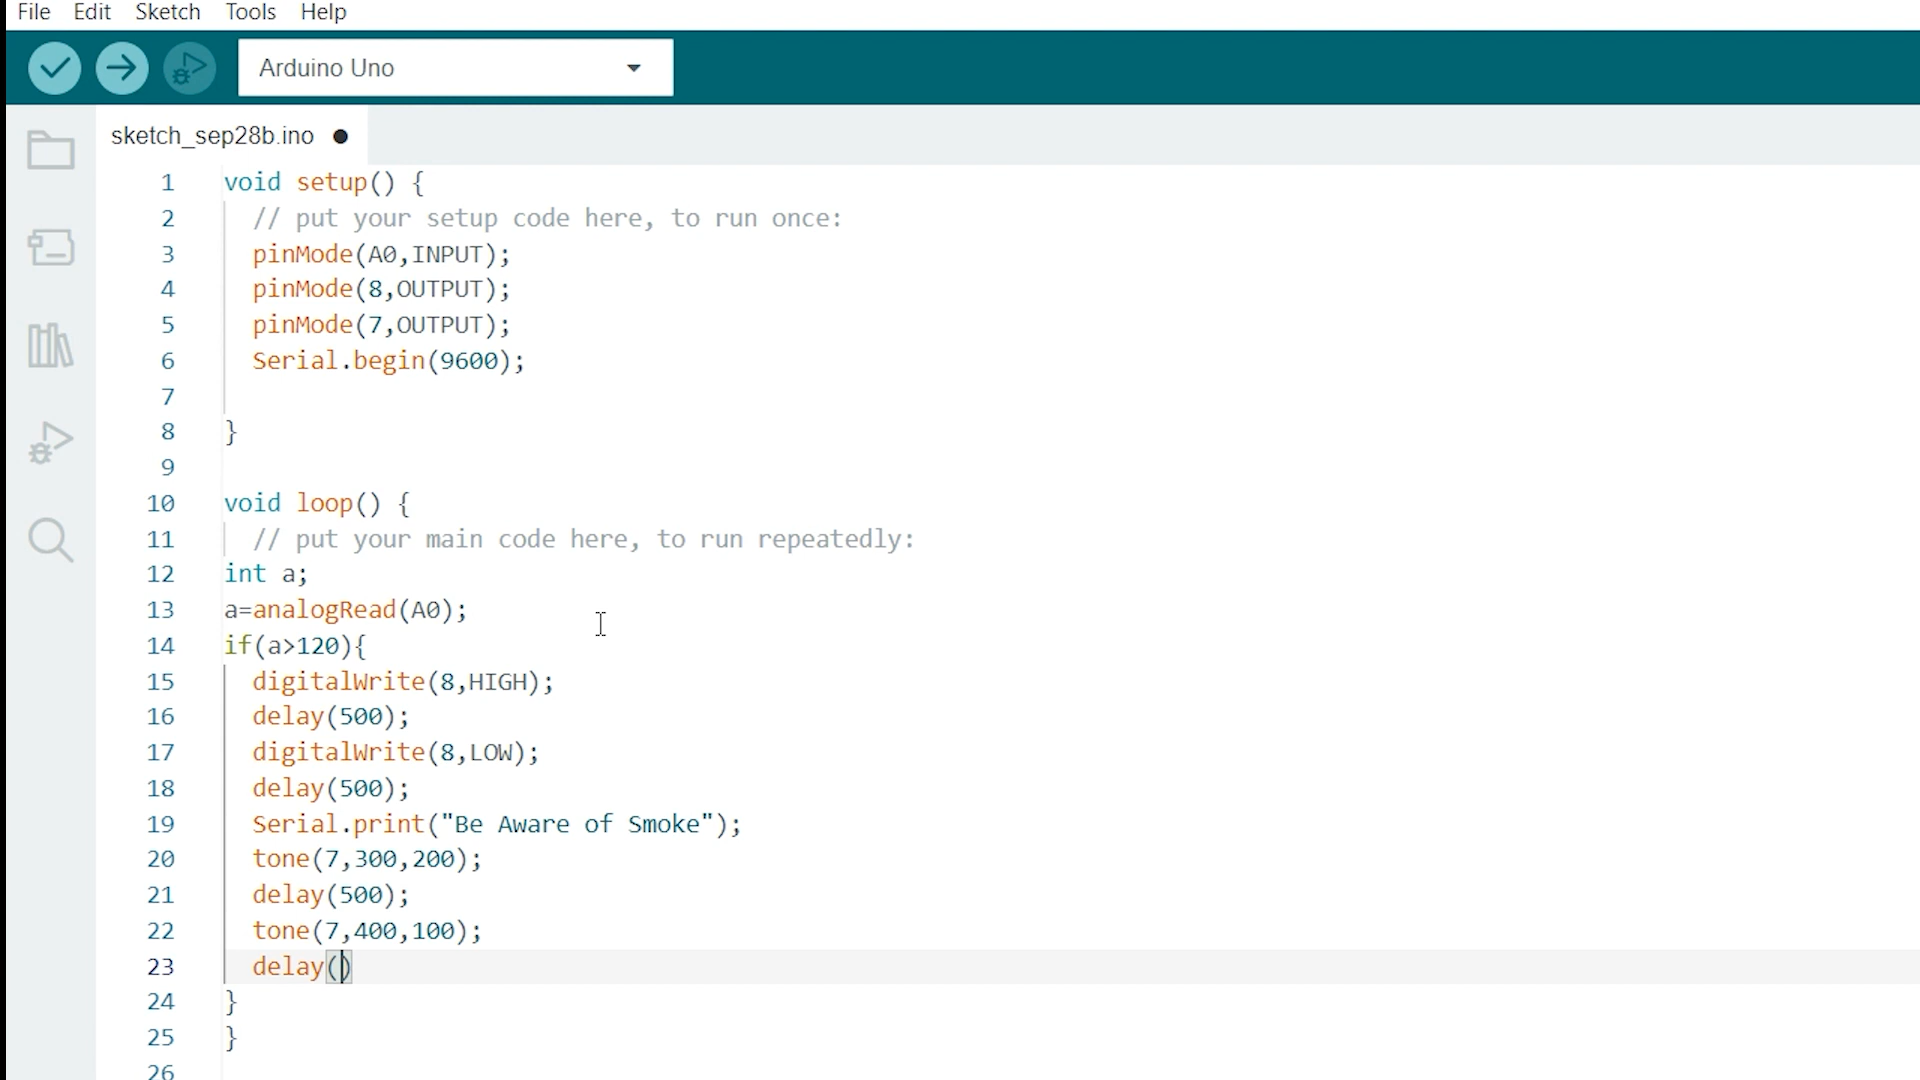 File Edit Sketch Tools Help
Arduino Uno
sketch_sep28b.ino
1 void setup() {
2 // put your setup code here, to run once:
3 pinMode(A0,INPUT);
4 pinMode(8,OUTPUT);
5 pinMode(7,OUTPUT);
6 Serial.begin(9600);
7
8 }
9
10 void loop() {
11 // put your main code here, to run repeatedly:
12 int a;
13 a=analogRead(A0);
14 if(a>120){
15 digitalWrite(8,HIGH);
16 delay(500);
17 digitalWrite(8,LOW);
18 delay(500);
19 Serial.print("Be Aware of Smoke");
20 tone(7,300,200);
21 delay(500);
22 tone(7,400,100);
23 delay()
24 }
25 }
26